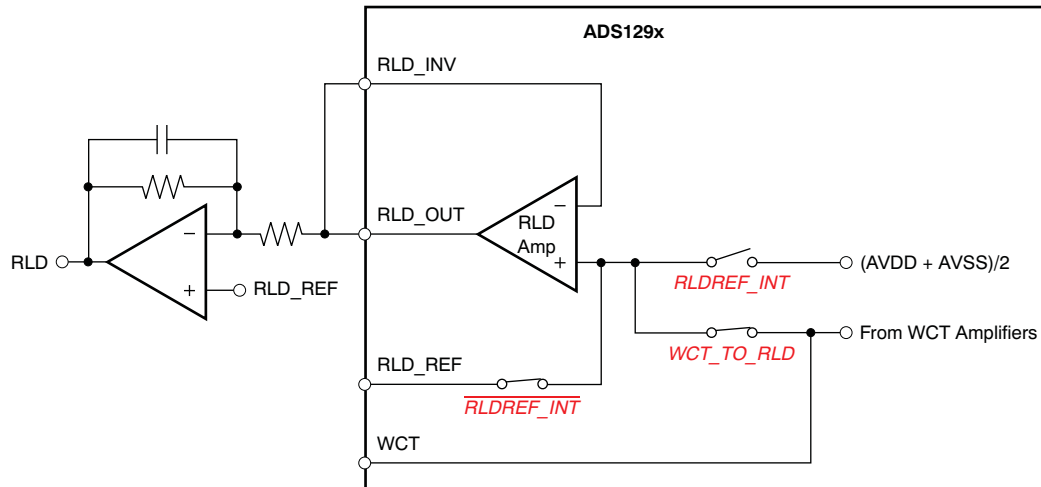 ADS129x
RLD_INV
RLD_OUT
−
RLD
Amp
+
−
+
RLD
RLD_REF
(AVDD + AVSS)/2
RLDREF_INT
From WCT Amplifiers
WCT_TO_RLD
RLD_REF
RLDREF_INT
WCT